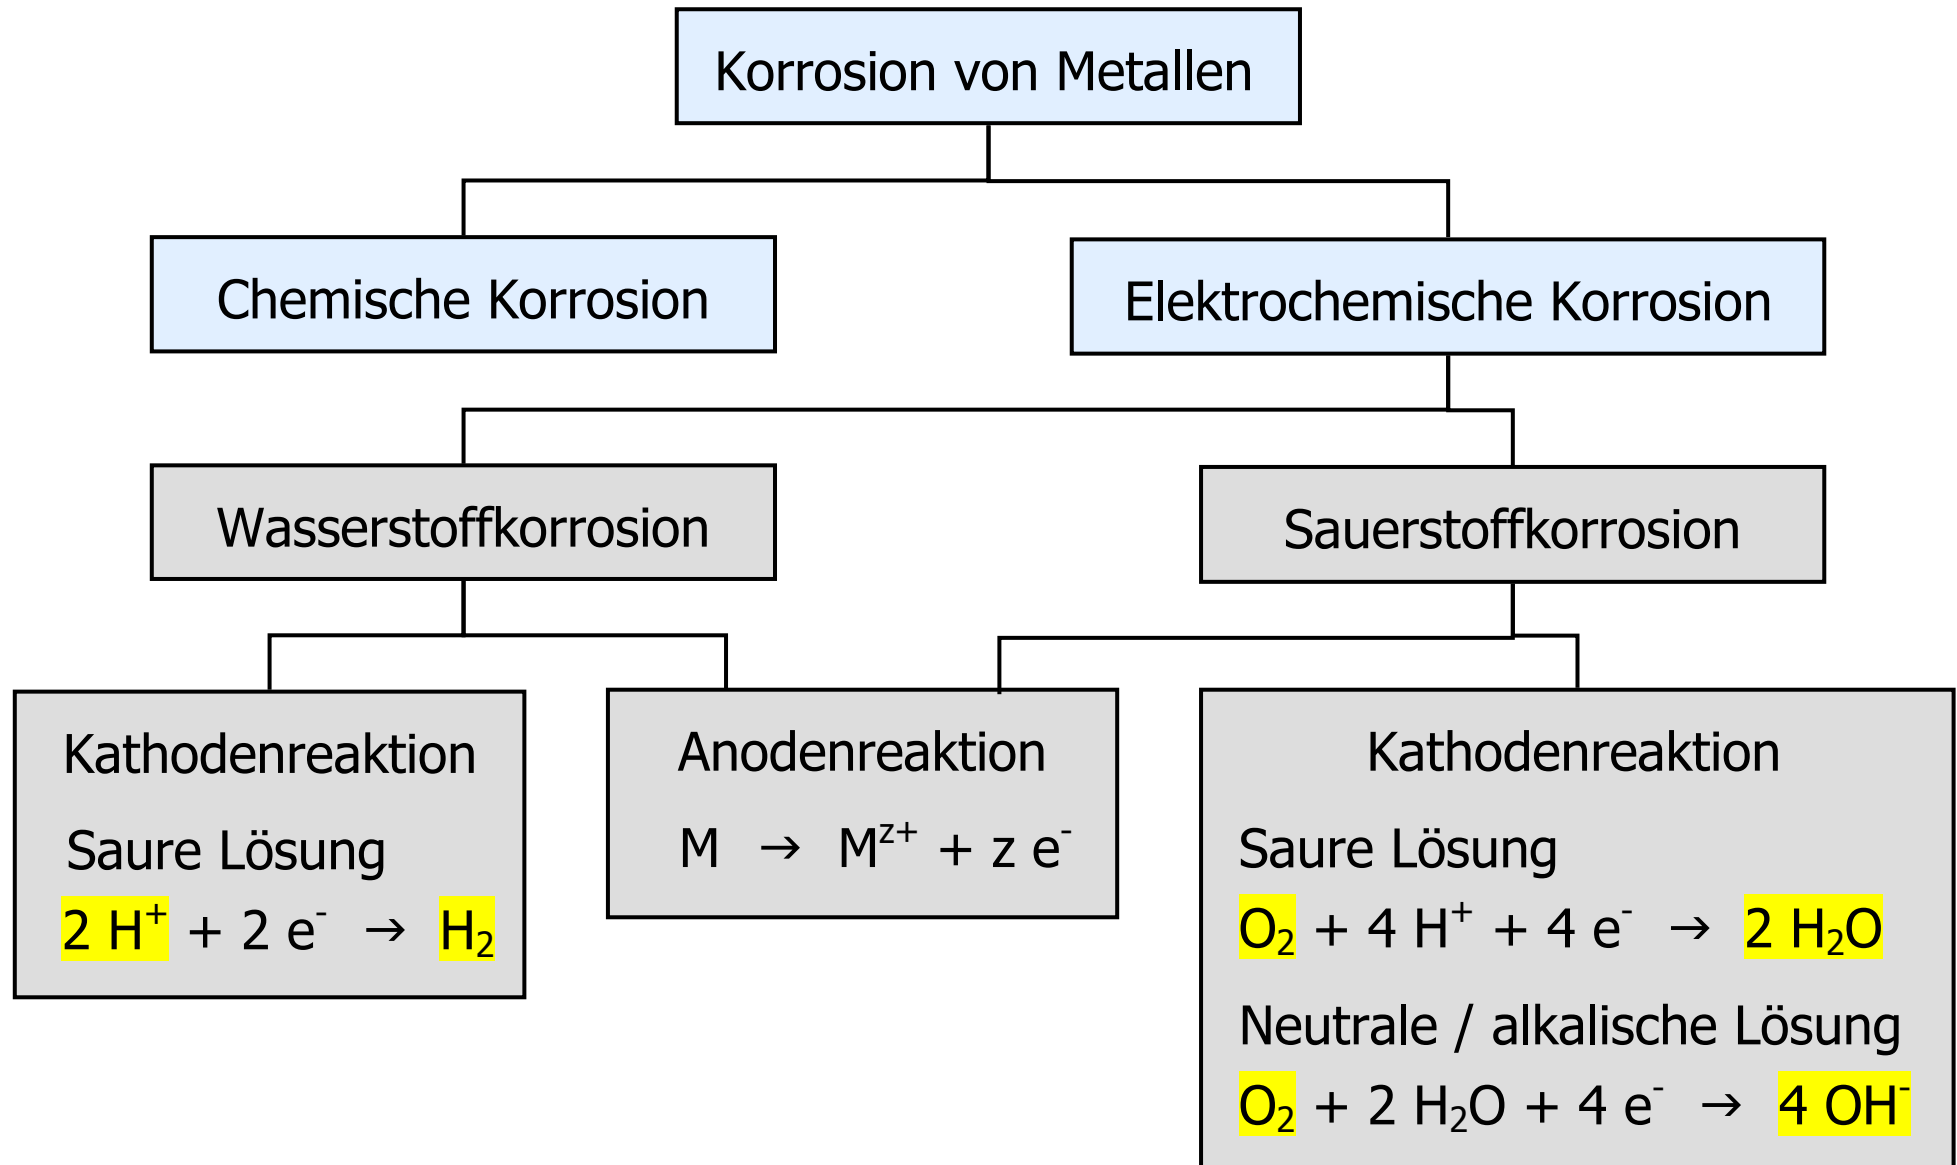 Korrosion von Metallen
Chemische Korrosion
Elektrochemische Korrosion
Wasserstoffkorrosion
Sauerstoffkorrosion
Kathodenreaktion
Saure Lösung
2 H⁺ + 2 e⁻ → H₂
Anodenreaktion
M → Mᶻ⁺ + z e⁻
Kathodenreaktion
Saure Lösung
O₂ + 4 H⁺ + 4 e⁻ → 2 H₂O
Neutrale / alkalische Lösung
O₂ + 2 H₂O + 4 e⁻ → 4 OH⁻